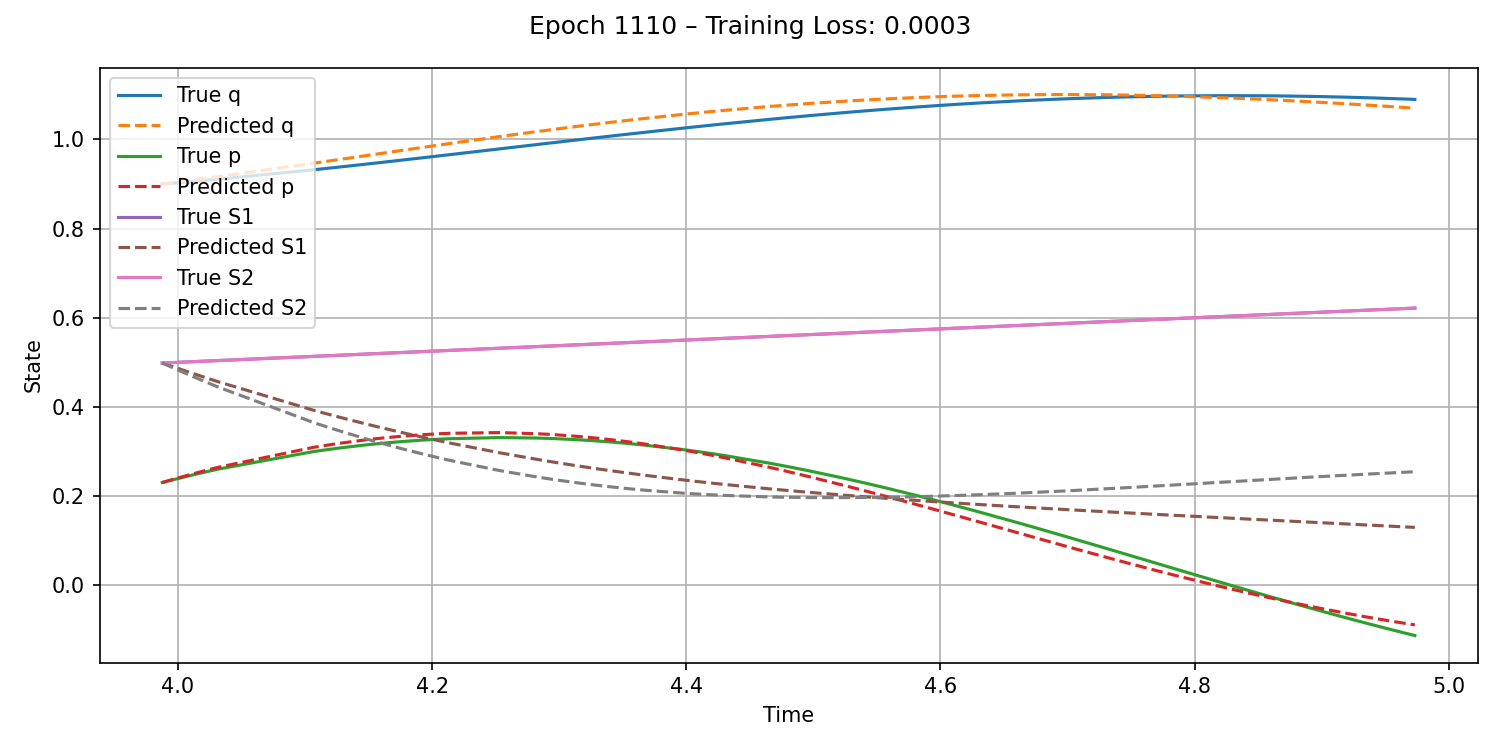 Epoch 1110 – Training Loss: 0.0003
True q
Predicted q
True p
Predicted p
True S1
Predicted S1
True S2
Predicted S2
1.0
0.8
0.6
0.4
0.2
0.0
State
4.0
4.2
4.4
4.6
4.8
5.0
Time